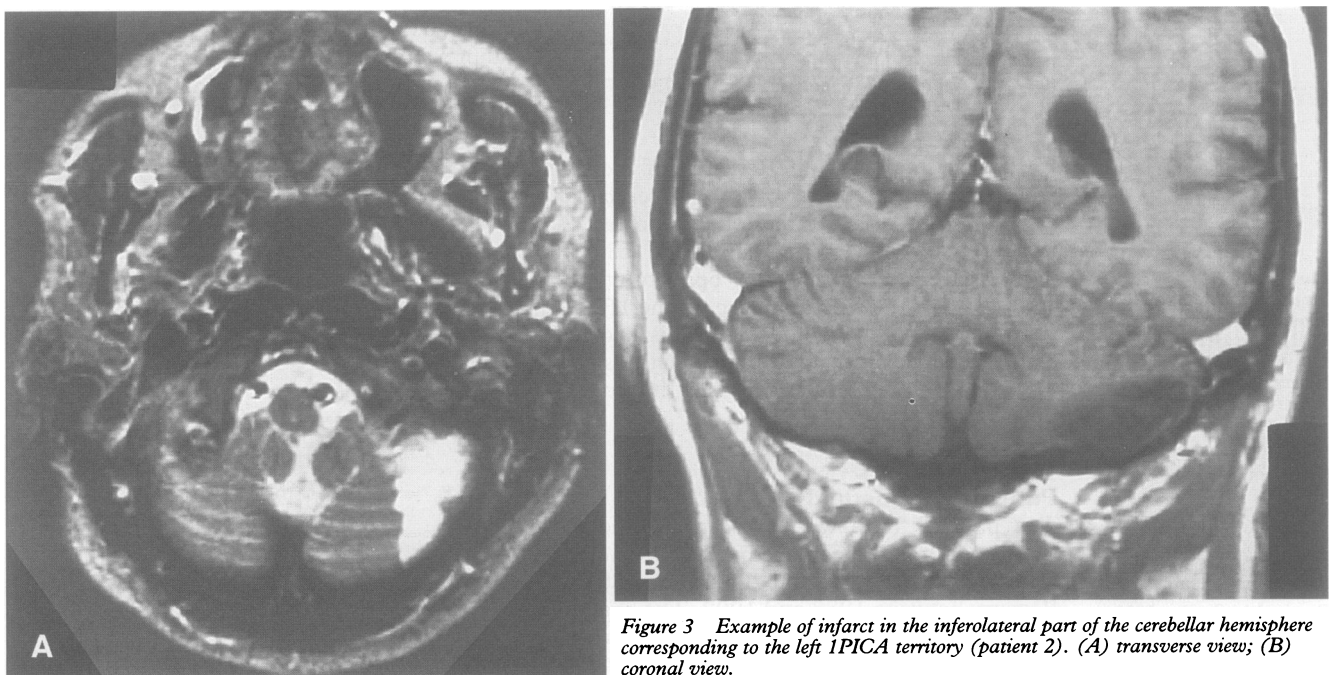 A
B
Figure 3 Example of infarct in the inferolateral part of the cerebellar hemisphere
corresponding to the left 1PICA territory (patient 2). (A) transverse view; (B)
coronal view.